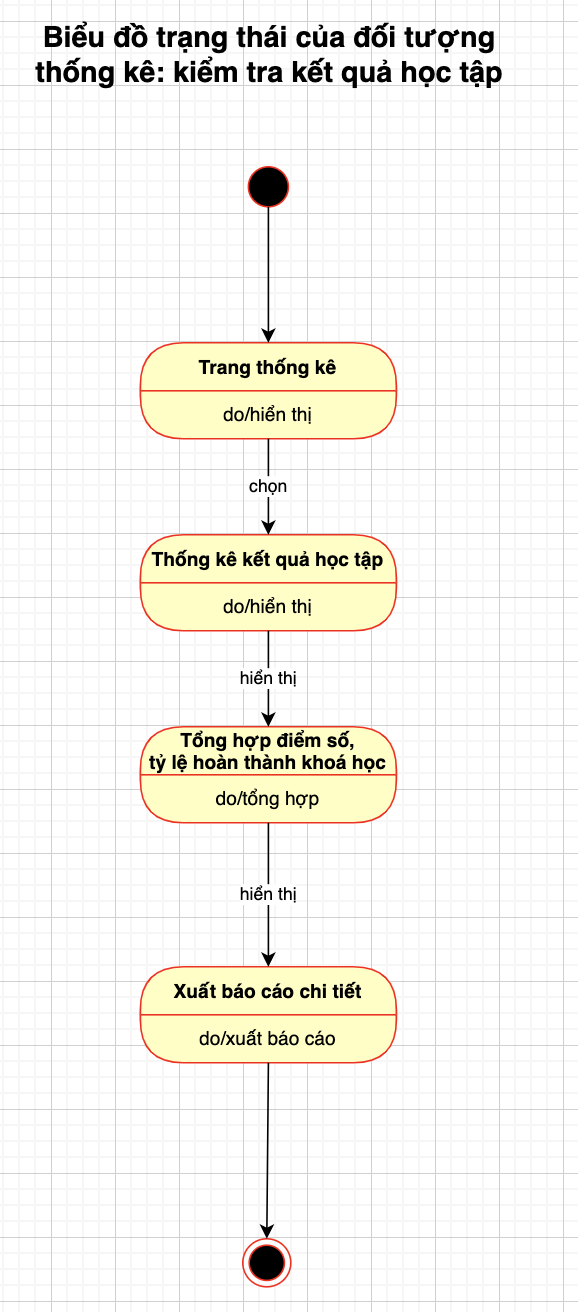 Biểu đồ trạng thái của đối tượng
thống kê: kiểm tra kết quả học tập
Trang thống kê
do/hiển thị
chọn
Thống kê kết quả học tập
do/hiển thị
hiển thị
Tổng hợp điểm số,
tỷ lệ hoàn thành khoá học
do/tổng hợp
hiển thị
Xuất báo cáo chi tiết
do/xuất báo cáo